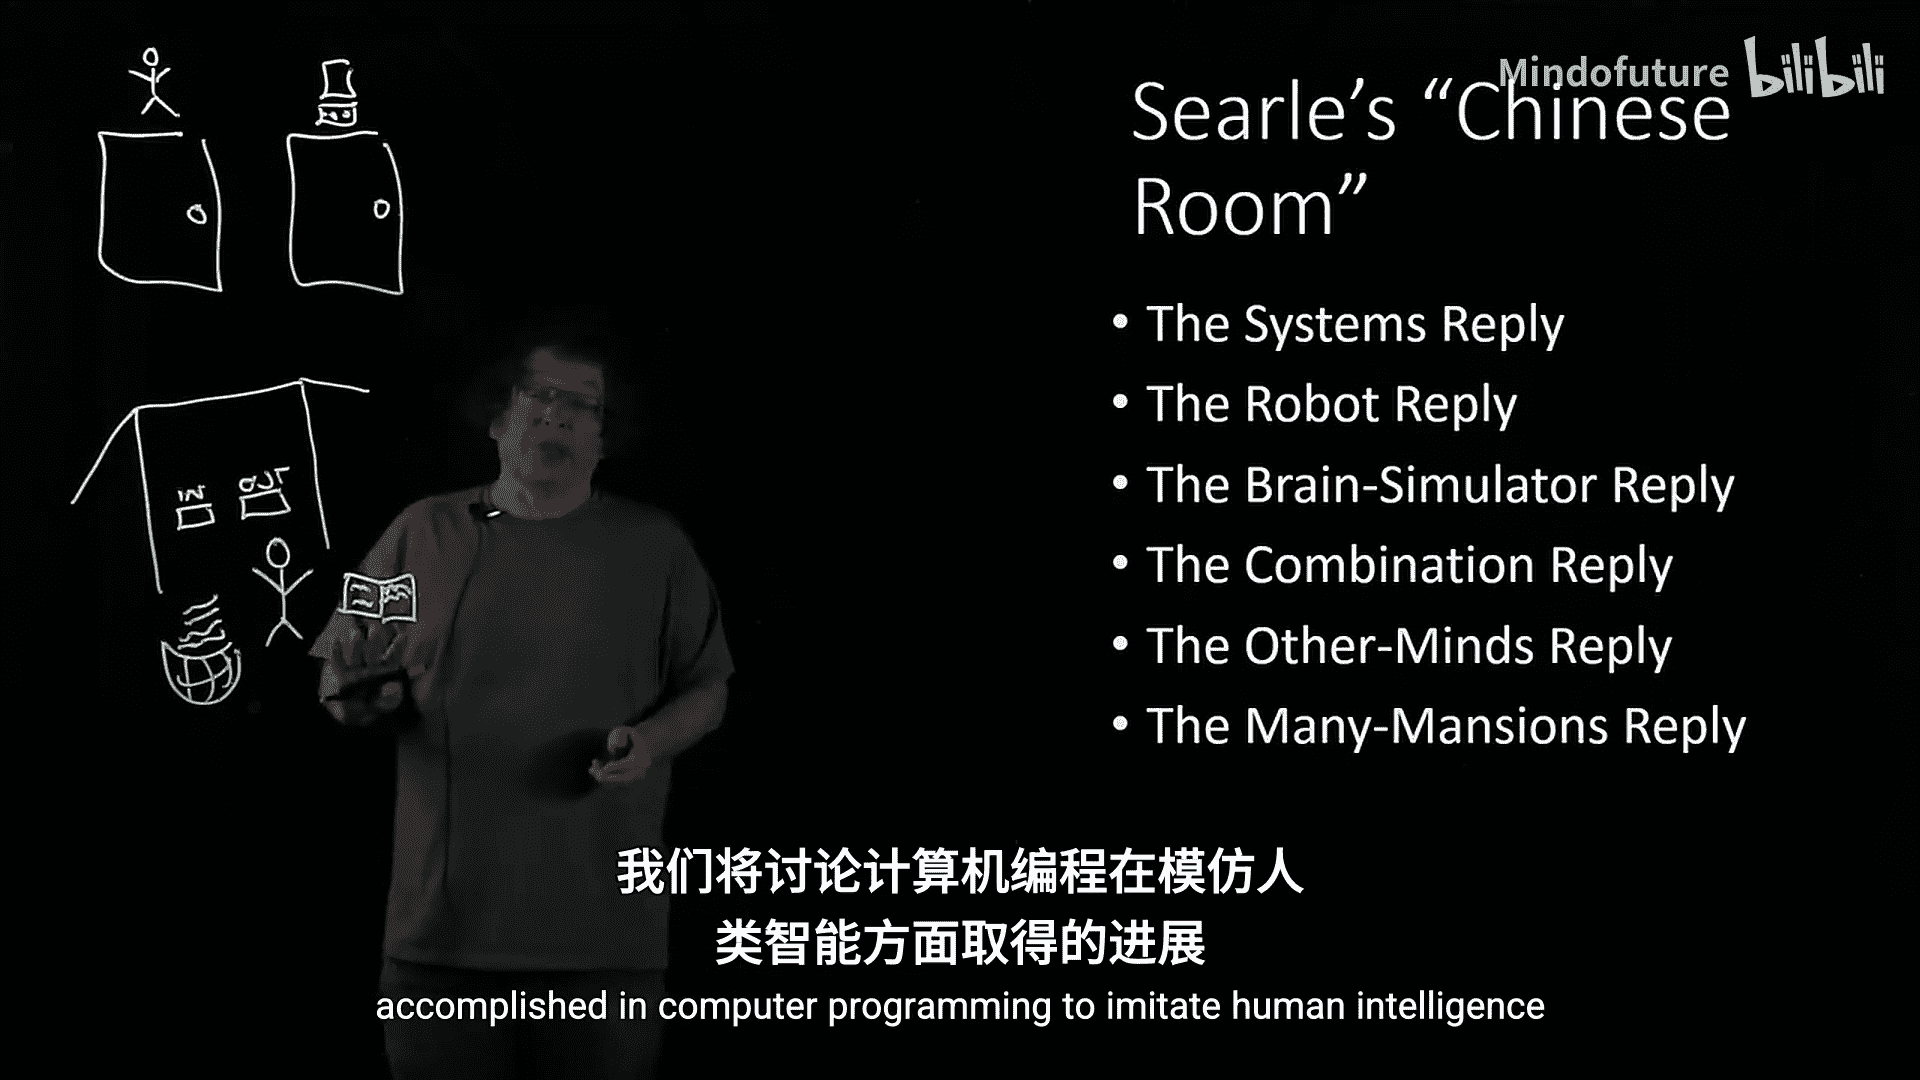 Mindofuture bilibili
Searle's “Chinese
Room”
• The Systems Reply
• The Robot Reply
• The Brain-Simulator Reply
• The Combination Reply
• The Other-Minds Reply
• The Many-Mansions Reply
IN OUT
我们将讨论计算机编程在模仿人
类智能方面取得的进展
accomplished in computer programming to imitate human intelligence